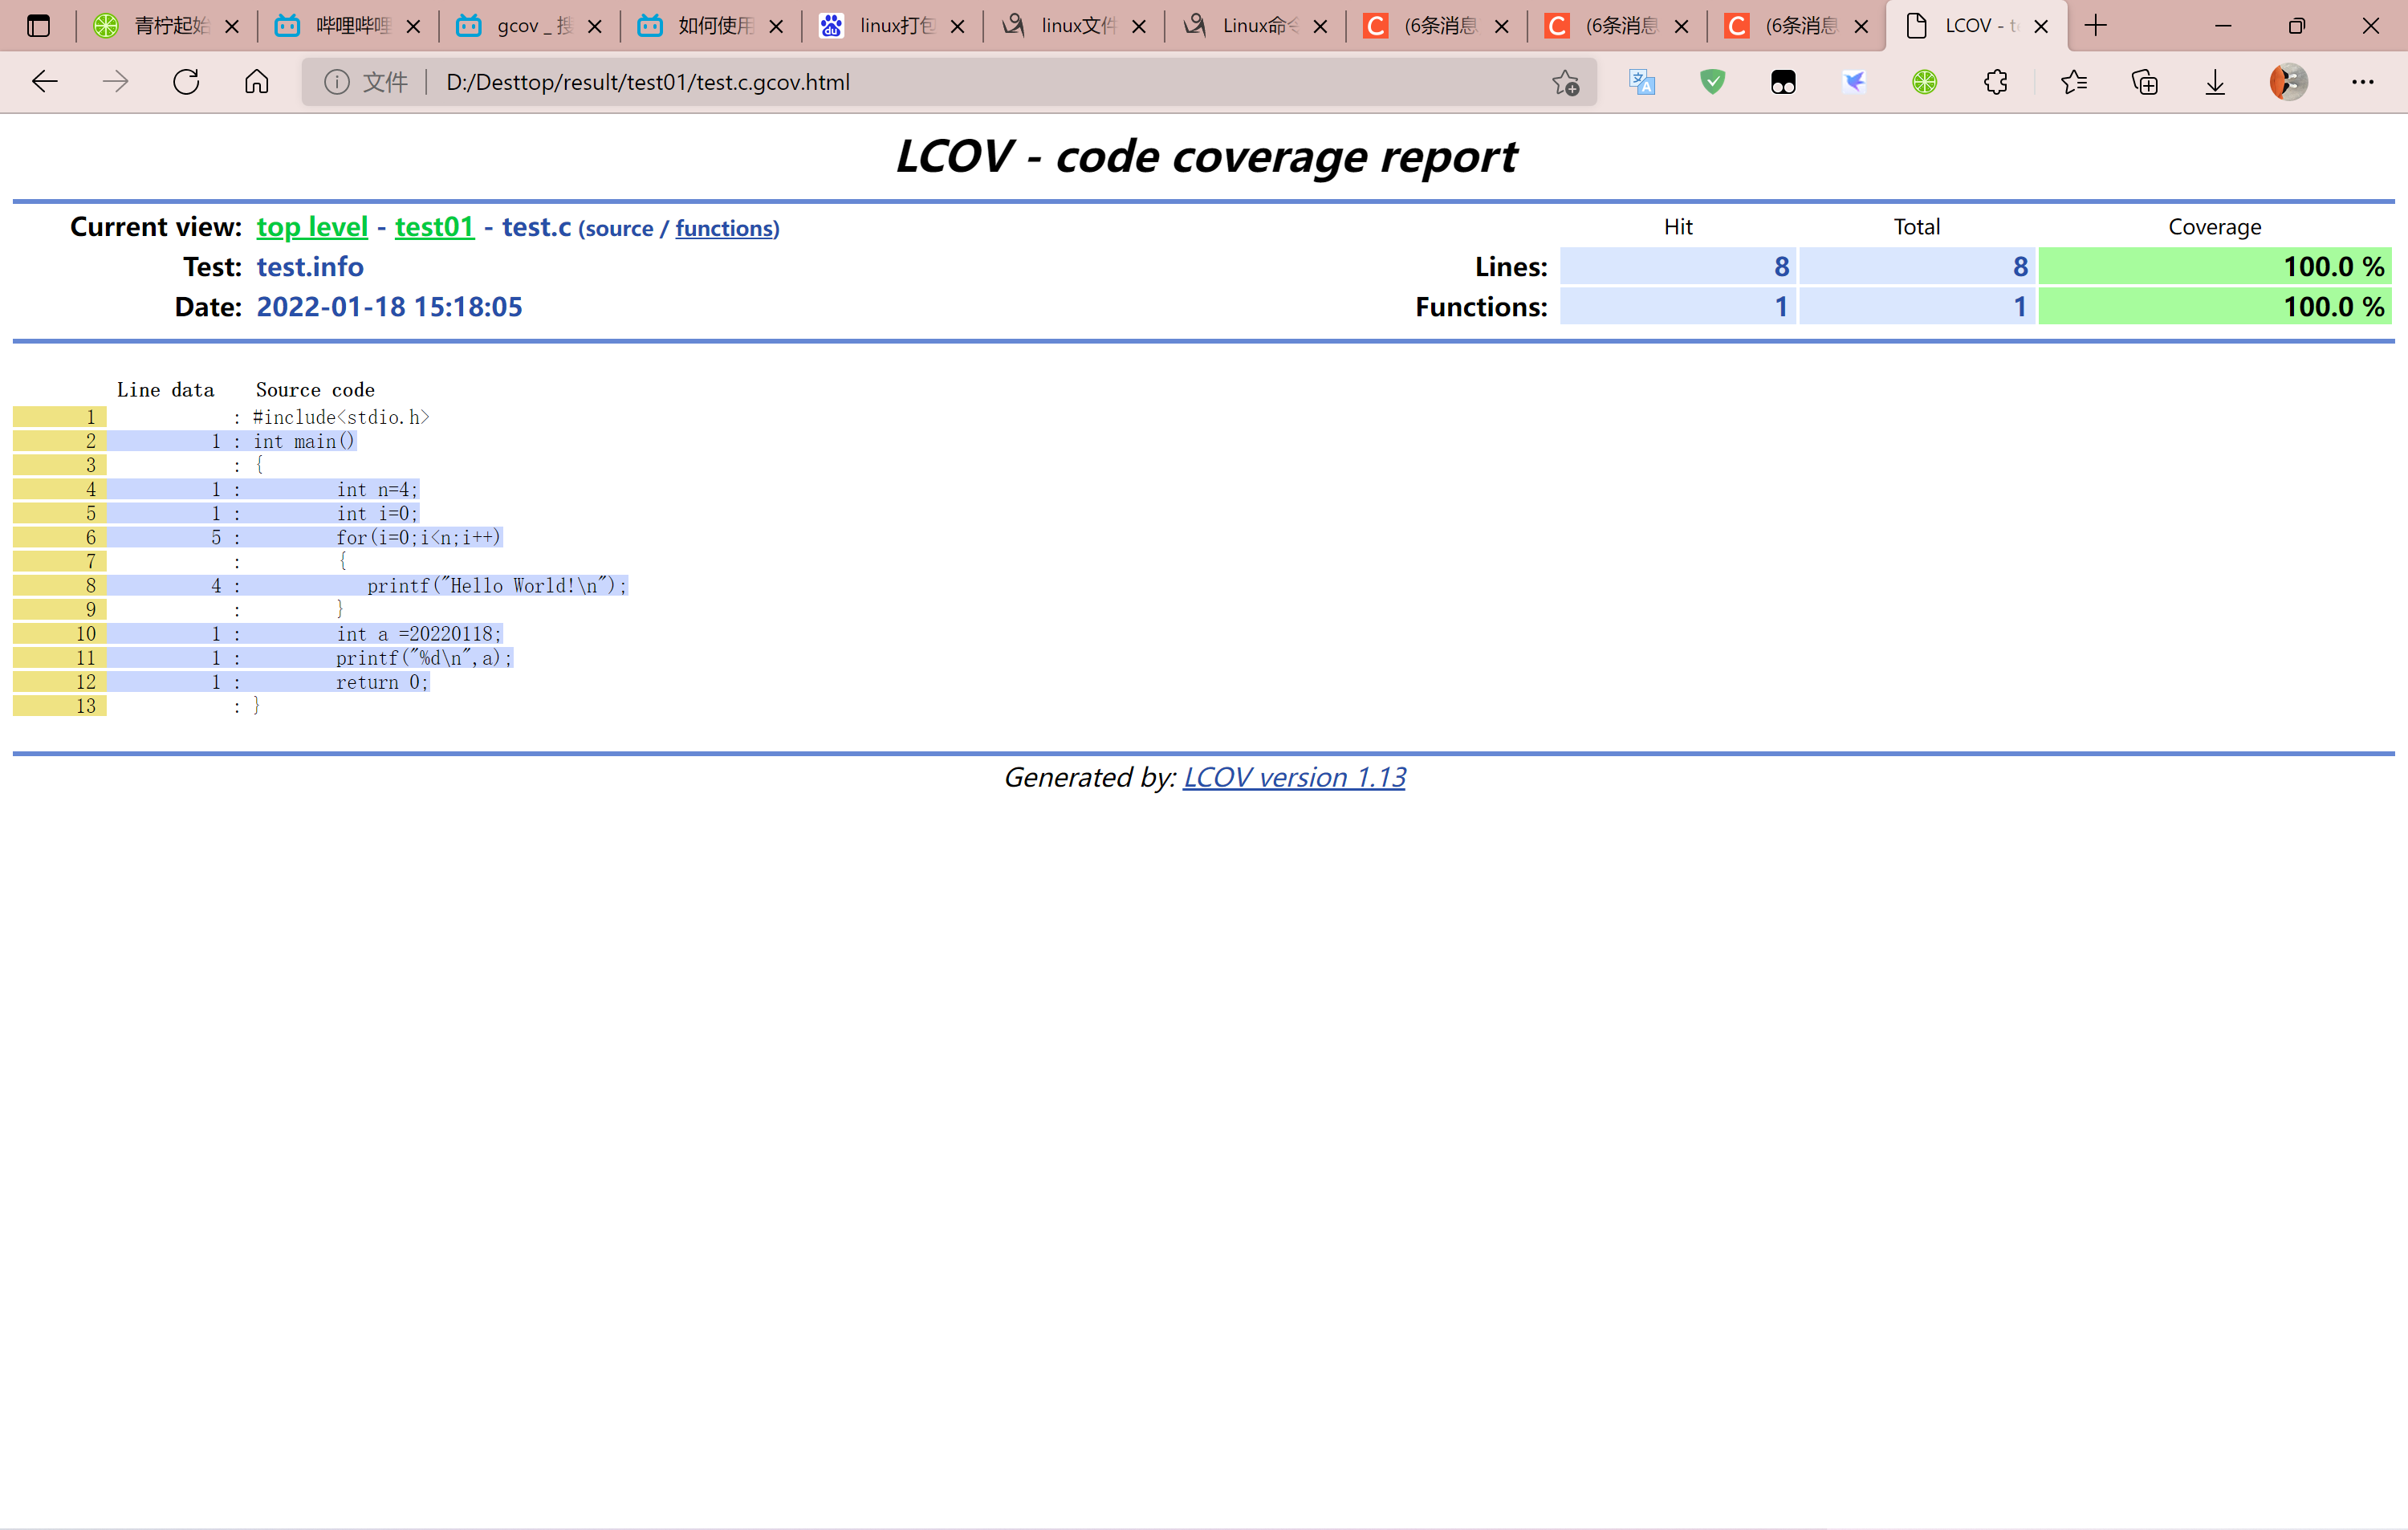 青柠起始 哔哩哔哩 gcov _ 搜 如何使用 linux打包 linux文件 Linux命令 (6条消息 (6条消息 (6条消息 LCOV - te
文件 D:/Desttop/result/test01/test.c.gcov.html
LCOV - code coverage report
Current view: top level - test01 - test.c (source / functions) Hit Total Coverage
Test: test.info Lines: 8 8 100.0 %
Date: 2022-01-18 15:18:05 Functions: 1 1 100.0 %
Line data Source code
1 : #include<stdio.h>
2 1 : int main()
3 : {
4 1 : int n=4;
5 1 : int i=0;
6 5 : for(i=0;i<n;i++)
7 : {
8 4 : printf("Hello World!\n");
9 : }
10 1 : int a =20220118;
11 1 : printf("%d\n",a);
12 1 : return 0;
13 : }
Generated by: LCOV version 1.13